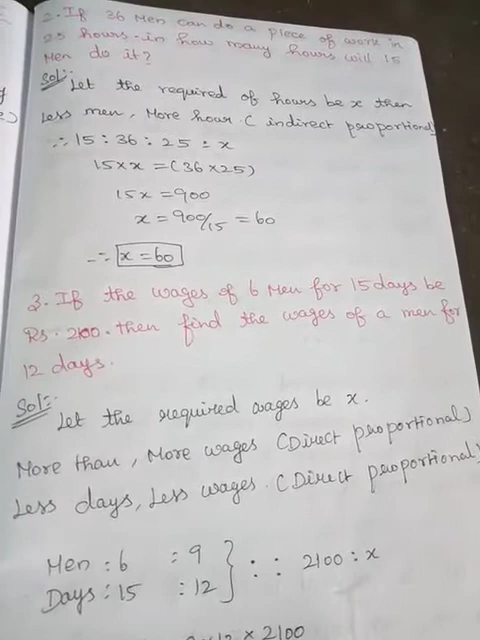 2. If 36 Men can do a piece of work in
25 hours. in how many hours will 15
Men do it?
Sol:-
Let the required of hours be x then
Less men, More hour. ( indirect proportional)
∴ 15 : 36 : 25 : x
15 x x = (36 x 25)
15x = 900
x = 900/15 = 60
∴ x = 60
3. If the wages of 6 Men for 15 days be
Rs. 2100. then find the wages of a men for
12 days.
Sol:-
Let the required wages be x.
More than, More wages (Direct proportional)
Less days, Less wages. (Direct proportional)
Men : 6 : 9 } : : 2100 : x
Days : 15 : 12
x 2100